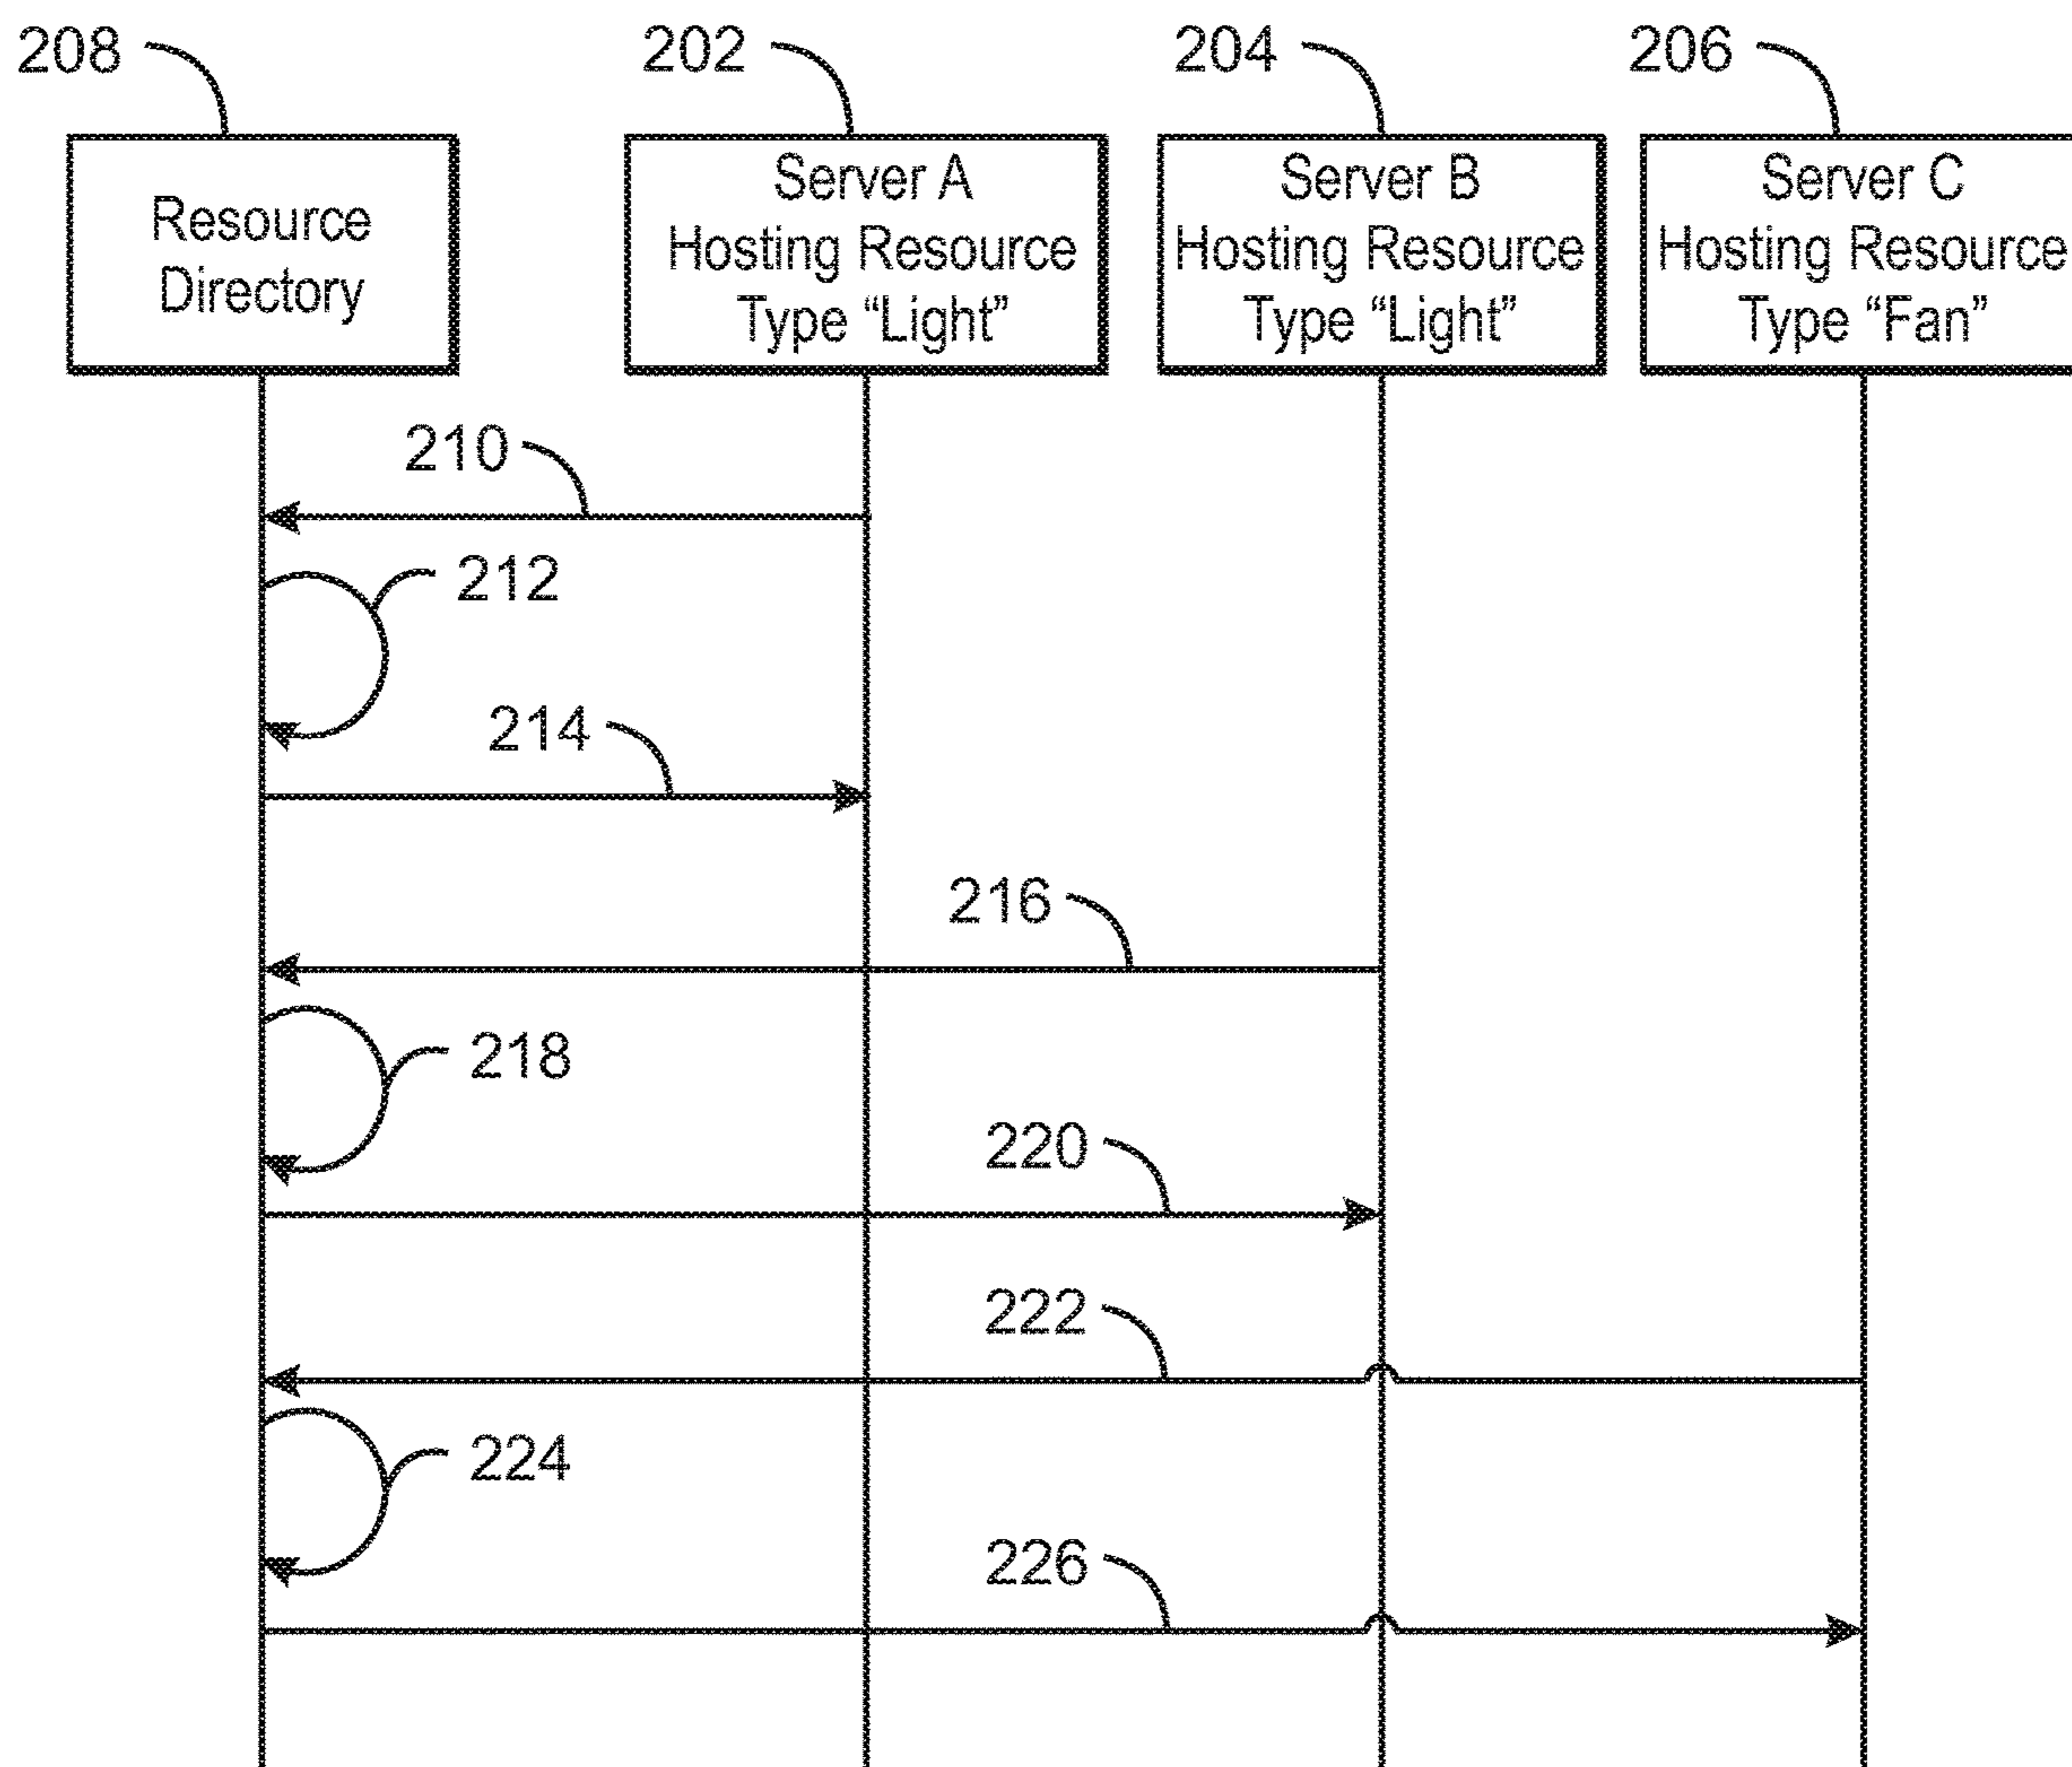 208
202
204
206
Resource
Directory
Server A
Hosting Resource
Type “Light”
Server B
Hosting Resource
Type “Light”
Server C
Hosting Resource
Type “Fan”
210
212
214
216
218
220
222
224
226